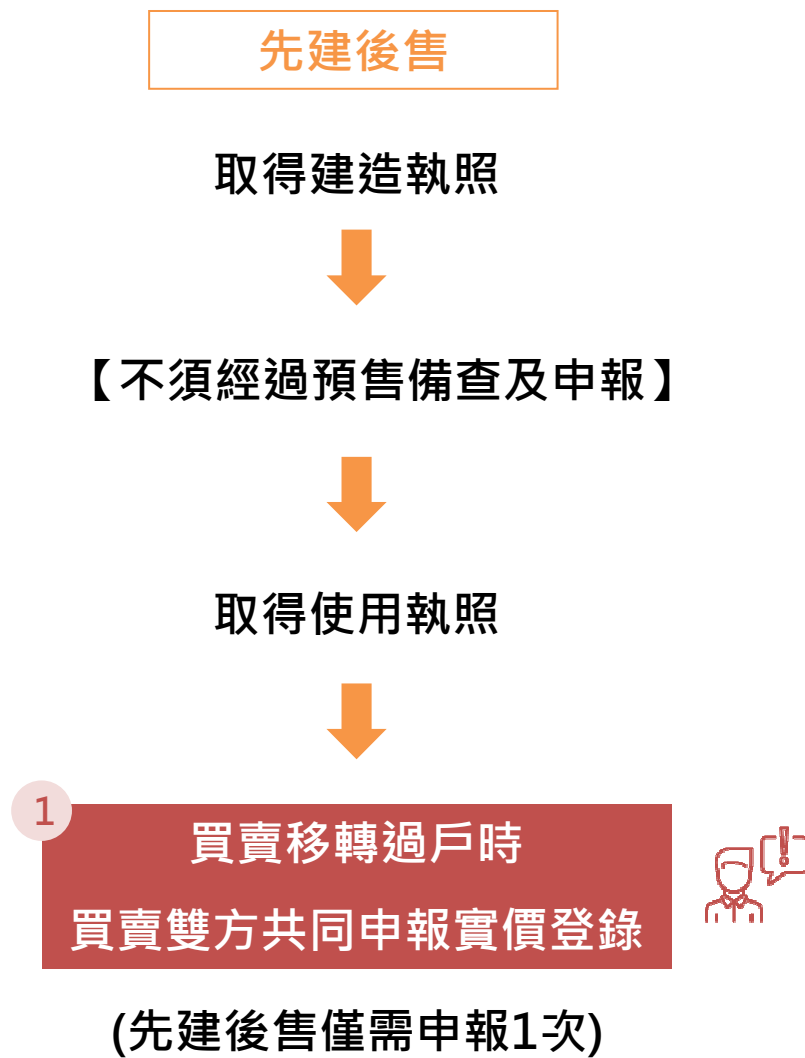 先建後售
取得建造執照
【不須經過預售備查及申報】
取得使用執照
1
買賣移轉過戶時
買賣雙方共同申報實價登錄
(先建後售僅需申報1次)